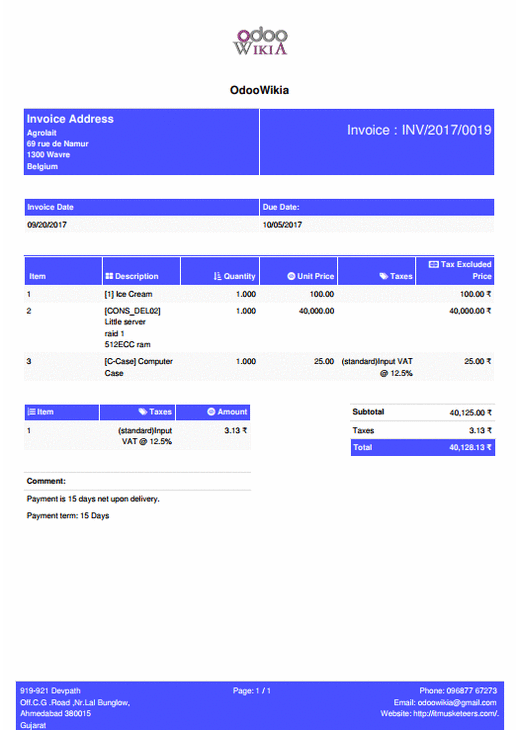 odoo
WIKIA
OdooWikia
Invoice Address
Agrolait
69 rue de Namur
1300 Wavre
Belgium
Invoice : INV/2017/0019
Invoice Date Due Date:
09/20/2017 10/05/2017
Item Description Quantity Unit Price Taxes Tax Excluded Price
1 [1] Ice Cream 1.000 100.00 100.00 ₹
2 [CONS_DEL02] 1.000 40,000.00 40,000.00 ₹
Little server
raid 1
512ECC ram
3 [C-Case] Computer 1.000 25.00 (standard)Input VAT 25.00 ₹
Case @ 12.5%
Item Taxes Amount
1 (standard)Input 3.13 ₹
VAT @ 12.5%
Subtotal 40,125.00 ₹
Taxes 3.13 ₹
Total 40,128.13 ₹
Comment:
Payment is 15 days net upon delivery.
Payment term: 15 Days
919-921 Devpath
Off.C.G .Road ,Nr.Lal Bunglow,
Ahmedabad 380015
Gujarat
Page: 1 / 1
Phone: 096877 67273
Email: odoowikia@gmail.com
Website: http://itmusketeers.com/.